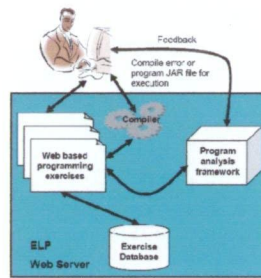 Feedback
Compile error or
program JAR file for
execution
Compiler
Web based
programming
exercises
Program
analysis
framework
ELP
Web Server
Exercise
Database